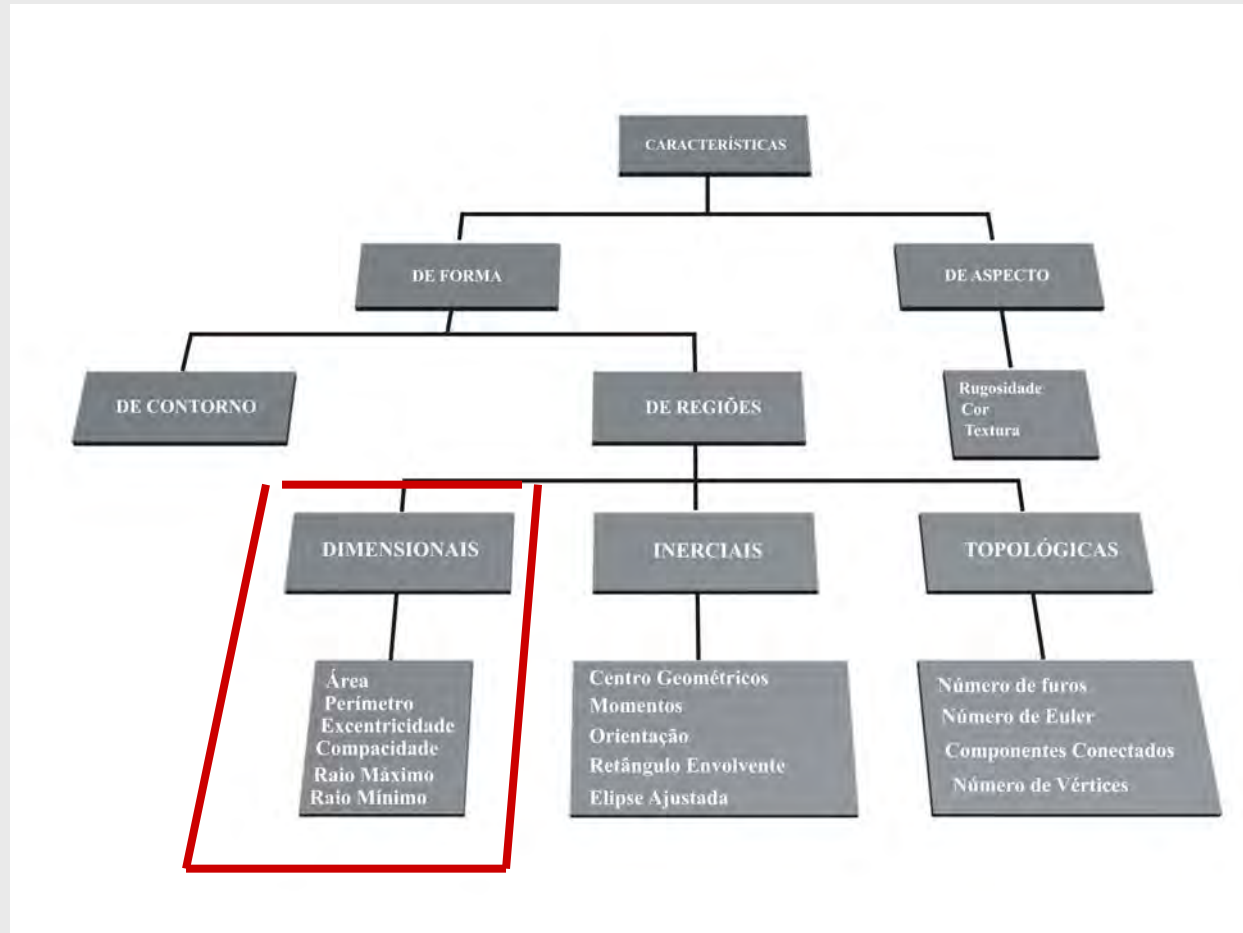 CARACTERÍSTICAS
DE FORMA
DE ASPECTO
DE CONTORNO
DE REGIÕES
Rugosidade
Cor
Textura
DIMENSIONAIS
INERCIAIS
TOPOLÓGICAS
Área
Perímetro
Excentricidade
Compacidade
Raio Máximo
Raio Mínimo
Centro Geométricos
Momentos
Orientação
Retângulo Envolvente
Elipse Ajustada
Número de furos
Número de Euler
Componentes Conectados
Número de Vértices